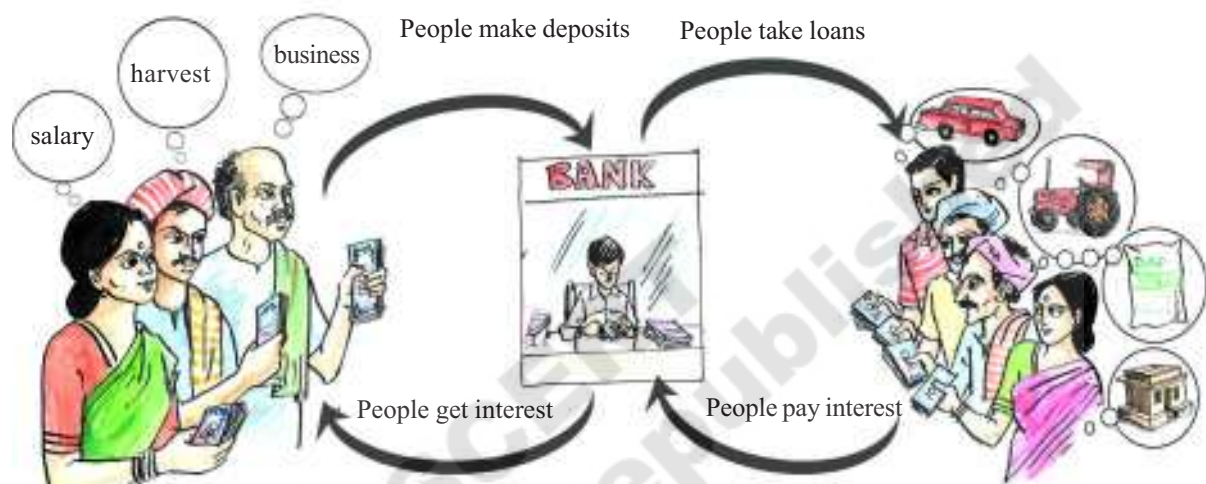 People make deposits
People take loans
business
harvest
salary
BANK
People get interest
People pay interest